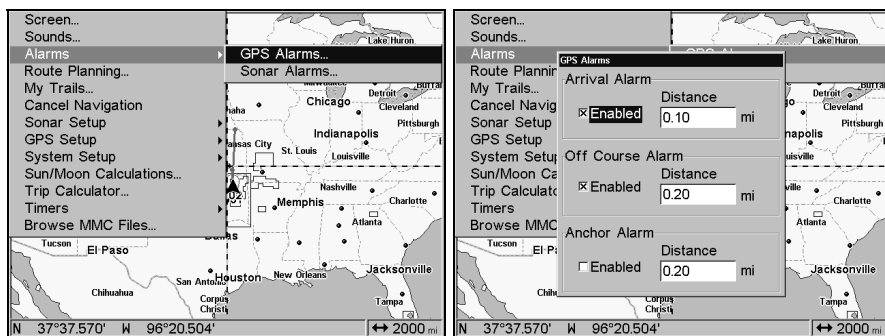 Screen...
Sounds...
Alarms
Route Planning...
My Trails...
Cancel Navigation
Sonar Setup
GPS Setup
System Setup
Sun/Moon Calculations...
Trip Calculator...
Timers
Browse MMC Files...
GPS Alarms...
Sonar Alarms...
Lake Huron
Detroit
Chicago
Cleveland
Pittsburgh
Indianapolis
St. Louis
Louisville
Nashville
Memphis
Charlotte
Atlanta
Tucson
El Paso
San Antonio
Houston
New Orleans
Jacksonville
Chihuahua
Corpus
Christi
Tampa
N 37°37.570' W 96°20.504'
2000 mi
Screen...
Sounds...
Alarms
Route Plannin
My Trails...
Cancel Navig
Sonar Setup
GPS Setup
System Setup
Sun/Moon Ca
Trip Calculato
Timers
Browse MMC
Lake Huron
GPS Alarms
Arrival Alarm
Enabled
Distance
0.10 mi
Off Course Alarm
Enabled
Distance
0.20 mi
Anchor Alarm
Enabled
Distance
0.20 mi
Detroit
Cleveland
Pittsburgh
napolis
Louisville
ville
Charlotte
Atlanta
Tucson
El P
Jacksonville
Chihuahua
Corpus
Christi
Tampa
N 37°37.570' W 96°20.504'
2000 mi